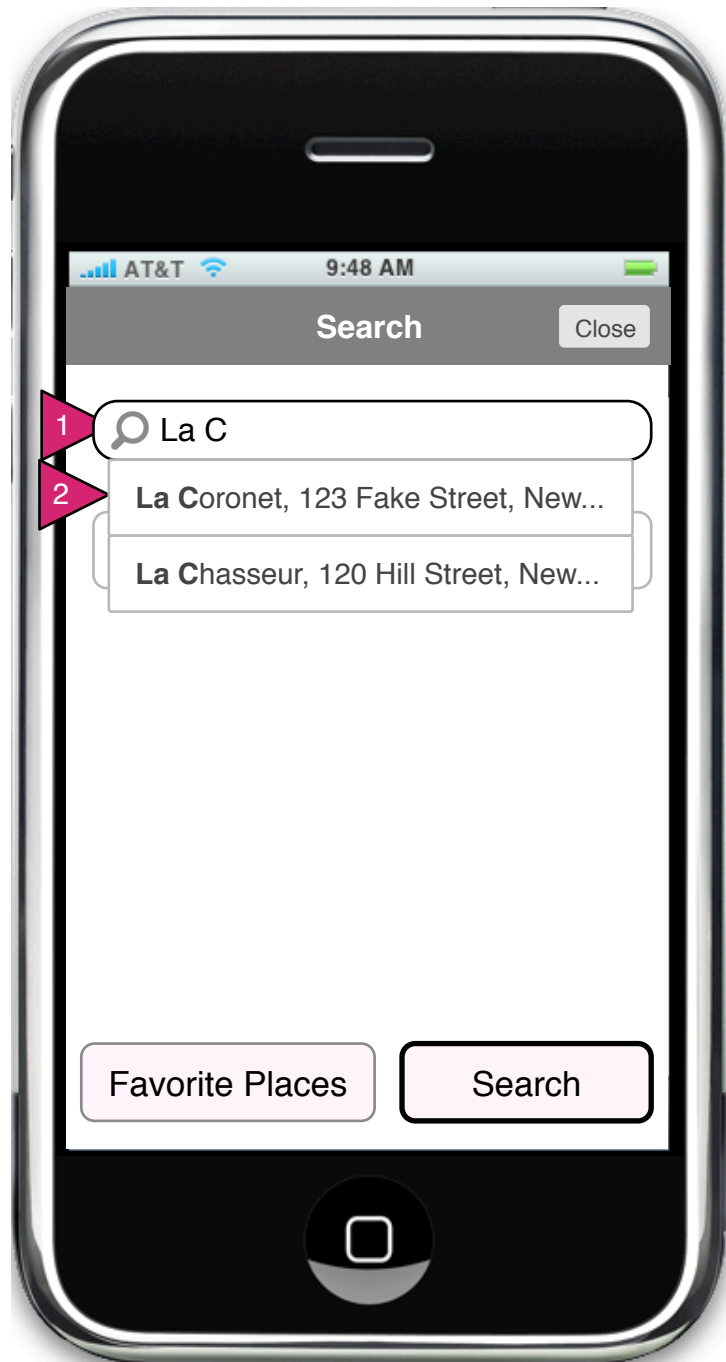 AT&T 9:48 AM
Search Close
1 La C
2 La Coronet, 123 Fake Street, New...
La Chasseur, 120 Hill Street, New...
Favorite Places Search